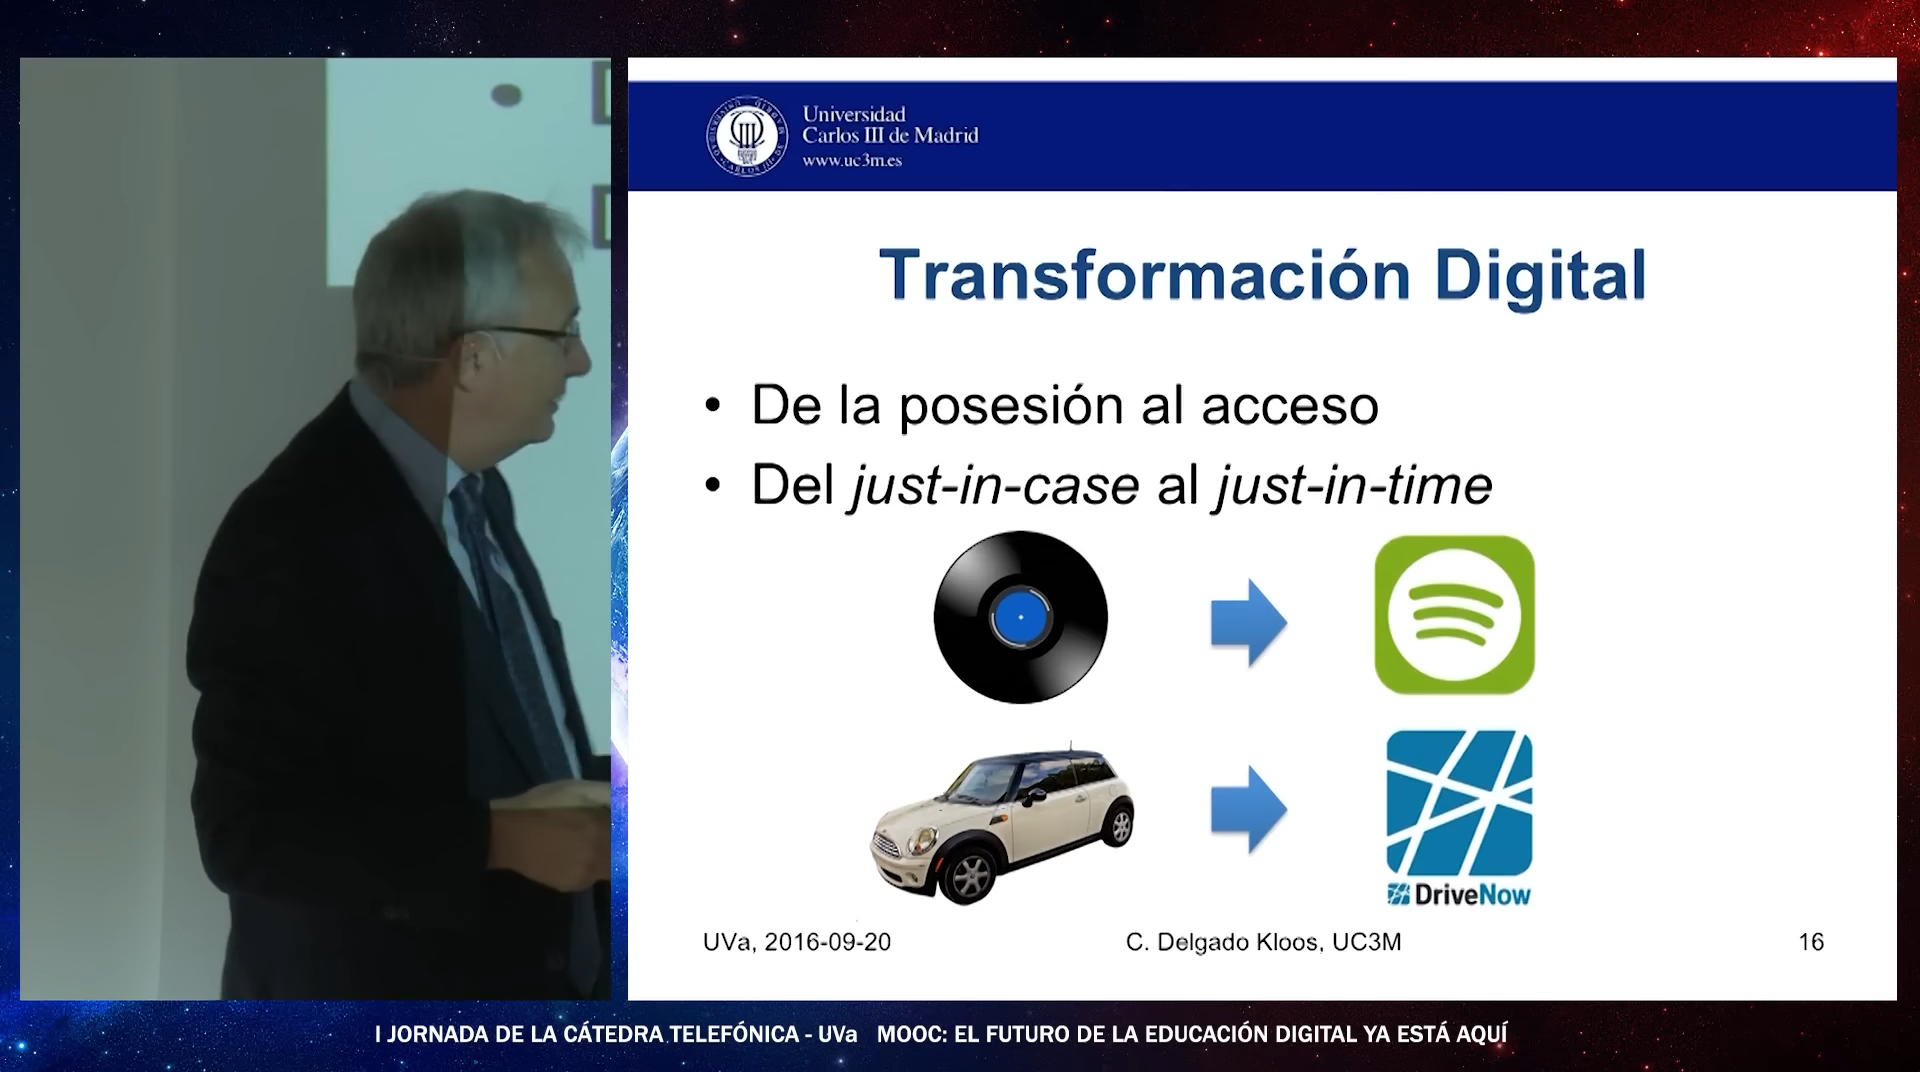 Universidad
Carlos III de Madrid
www.uc3m.es
Transformación Digital
• De la posesión al acceso
• Del just-in-case al just-in-time
DriveNow
UVa, 2016-09-20
C. Delgado Kloos, UC3M
16
I JORNADA DE LA CÁTEDRA TELEFÓNICA - UVa MOOC: EL FUTURO DE LA EDUCACIÓN DIGITAL YA ESTÁ AQUÍ